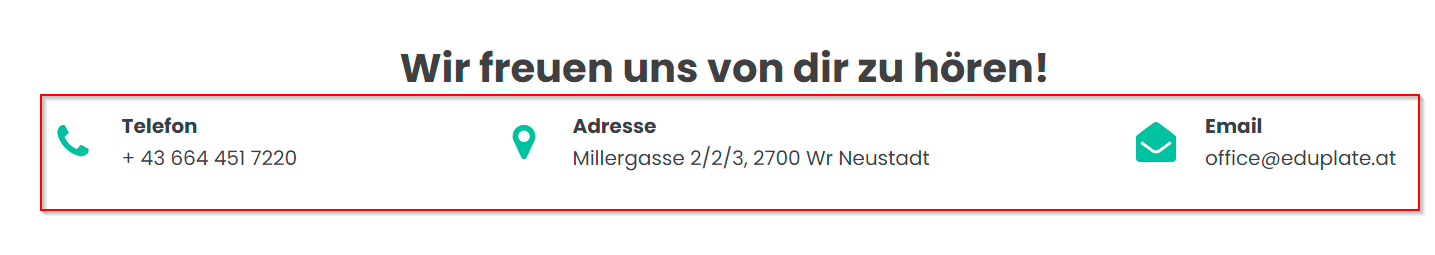 Wir freuen uns von dir zu hören!
Telefon
+ 43 664 451 7220
Adresse
Millergasse 2/2/3, 2700 Wr Neustadt
Email
office@eduplate.at